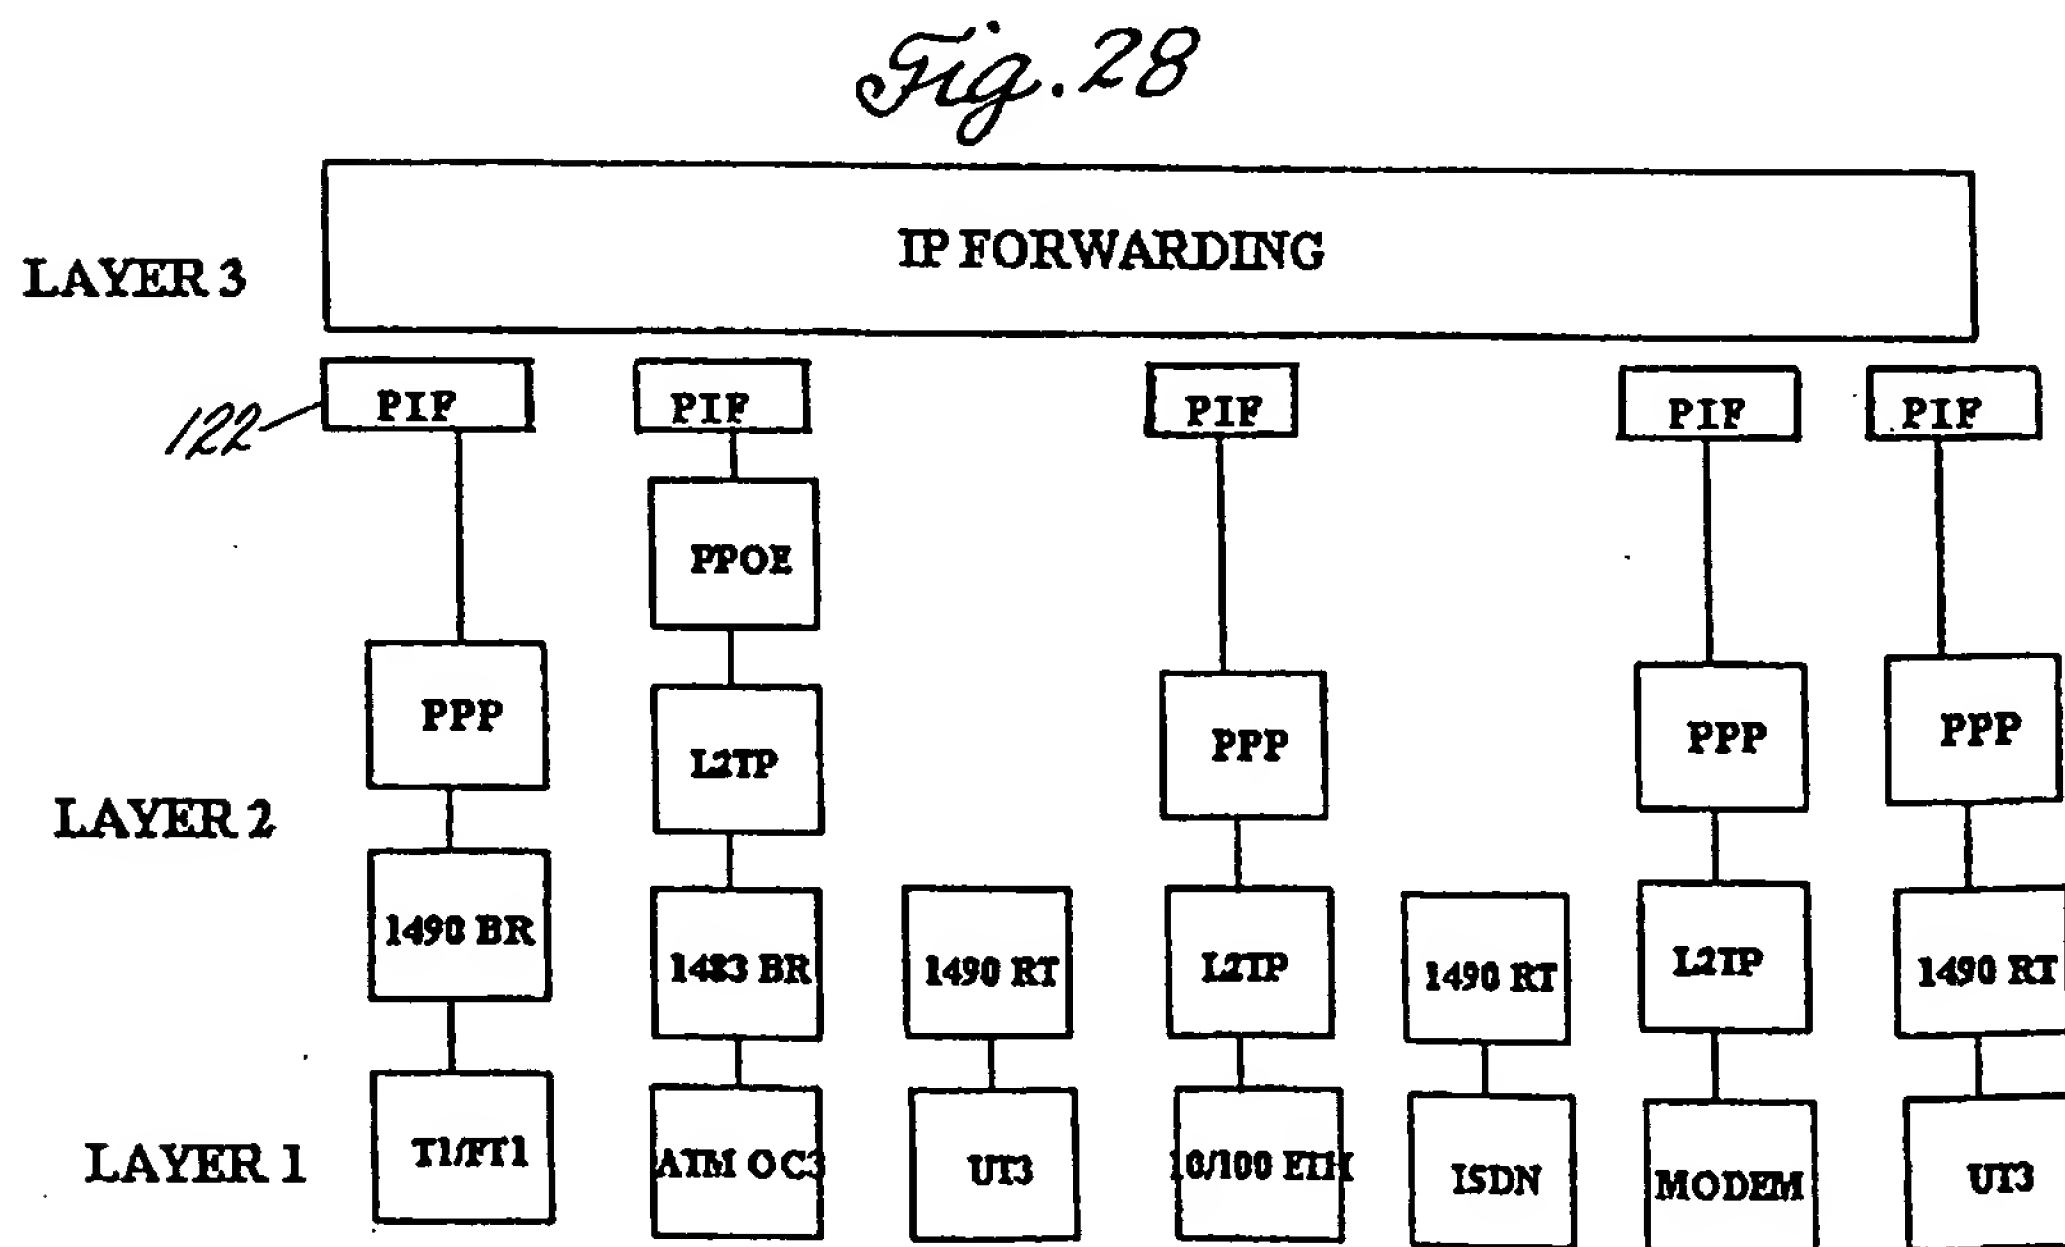 Fig. 28
IP FORWARDING
LAYER 3
PIF PIF PIF PIF PIF
122
PPOE
PPP L2TP PPP PPP PPP
LAYER 2
1490 BR 1483 BR 1490 RT L2TP 1490 RT L2TP 1490 RT
LAYER 1
T1/FT1 ATM OC3 UT3 10/100 ETH ISDN MODEM UT3